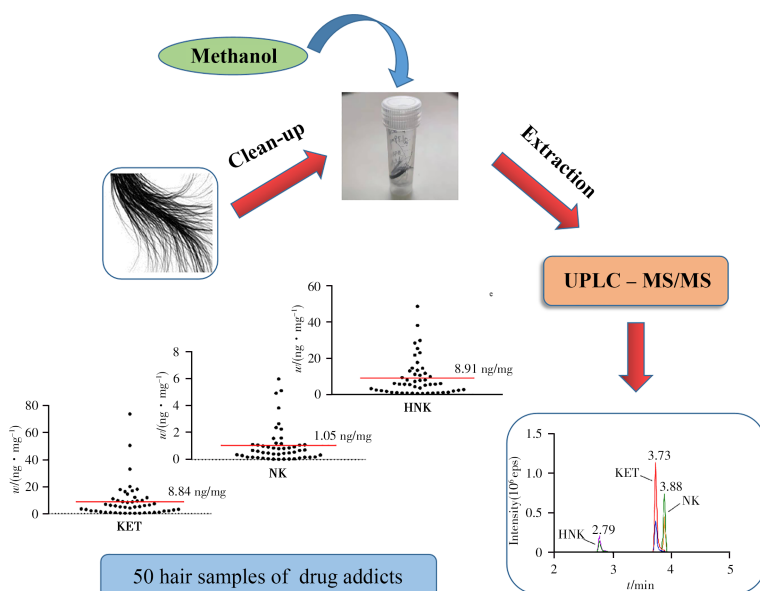 Methanol
Clean-up
Extraction
UPLC – MS/MS
w/(ng・mg⁻¹)
60
40
20
0
8.91 ng/mg
HNK
w/(ng・mg⁻¹)
8
6
4
2
0
1.05 ng/mg
NK
w/(ng・mg⁻¹)
80
60
40
20
0
8.84 ng/mg
KET
Intensity(10⁶ eps)
1.5
1.0
0.5
0
3.73
KET
3.88
NK
HNK
2.79
2 3 4 5
t/min
50 hair samples of drug addicts